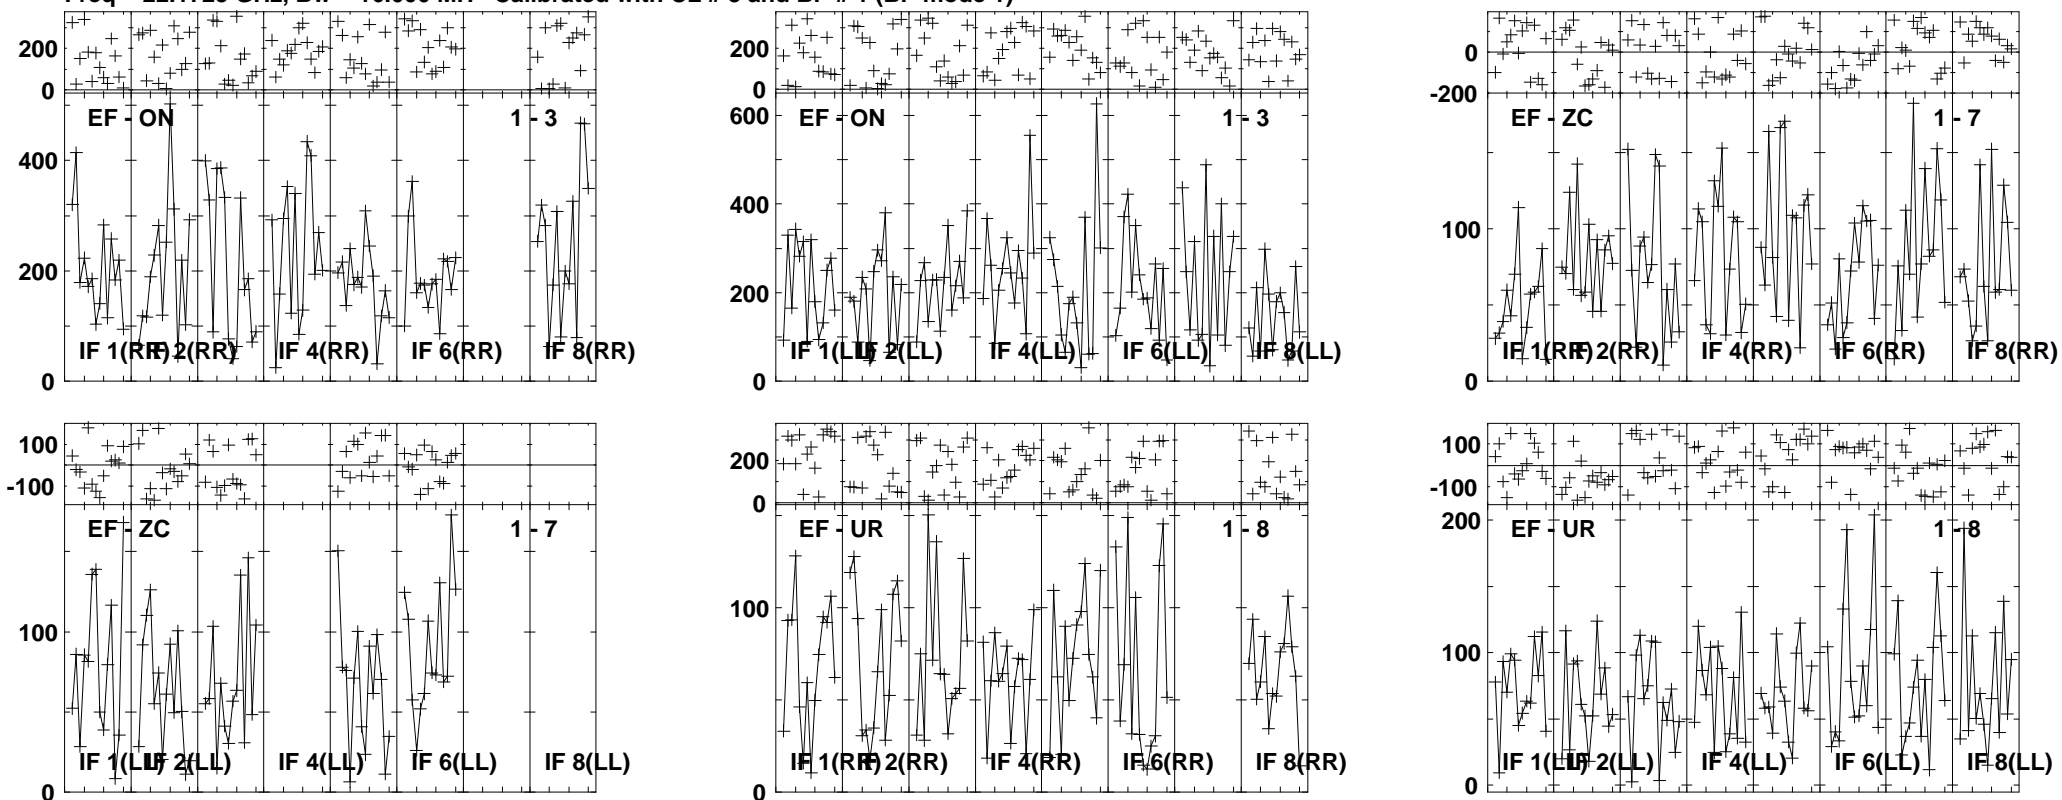 200
0
EF - ON
1 - 3
400
200
0
IF 1(RR)
IF 2(RR)
IF 4(RR)
IF 6(RR)
IF 8(RR)
200
0
EF - ON
1 - 3
600
400
200
0
IF 1(LL)
IF 2(LL)
IF 4(LL)
IF 6(LL)
IF 8(LL)
200
0
-200
EF - ZC
1 - 7
100
0
IF 1(RR)
IF 2(RR)
IF 4(RR)
IF 6(RR)
IF 8(RR)
100
-100
EF - ZC
1 - 7
100
0
IF 1(LL)
IF 2(LL)
IF 4(LL)
IF 6(LL)
IF 8(LL)
200
0
EF - UR
1 - 8
100
0
IF 1(RR)
IF 2(RR)
IF 4(RR)
IF 6(RR)
IF 8(RR)
100
-100
EF - UR
1 - 8
200
100
0
IF 1(LL)
IF 2(LL)
IF 4(LL)
IF 6(LL)
IF 8(LL)